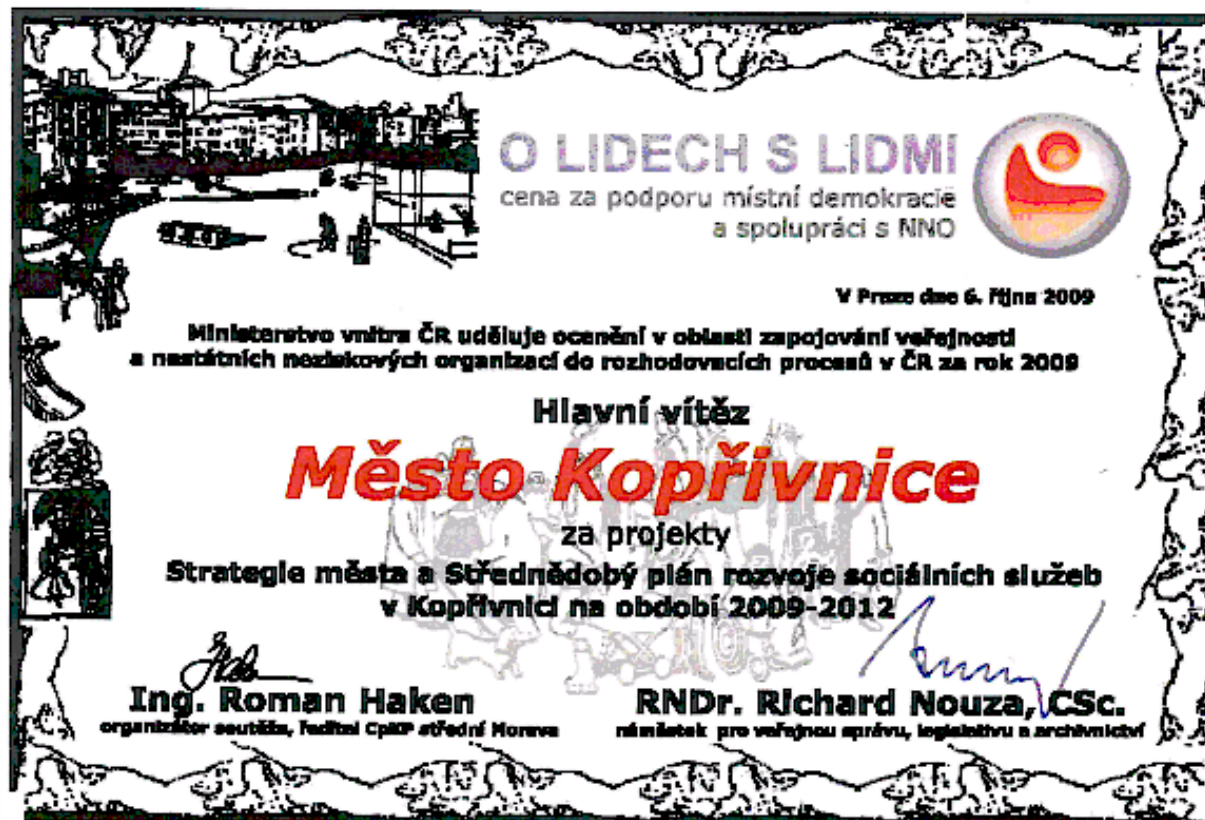 O LIDECH S LIDMI
cena za podporu místní demokracie
a spolupráci s NNO
V Praze dne 6. října 2009
Ministerstvo vnitra ČR uděluje ocenění v oblasti zapojování veřejnosti
a nestátních neziskových organizací do rozhodovacích procesů v ČR za rok 2009
Hlavní vítěz
Město Kopřivnice
za projekty
Strategie města a Střednědobý plán rozvoje sociálních služeb
v Kopřivnici na období 2009-2012
Ing. Roman Haken
organizátor soutěže, ředitel CpKP střední Morava
RNDr. Richard Nouza, CSc.
náměstek pro veřejnou správu, legislativu a archivnictví